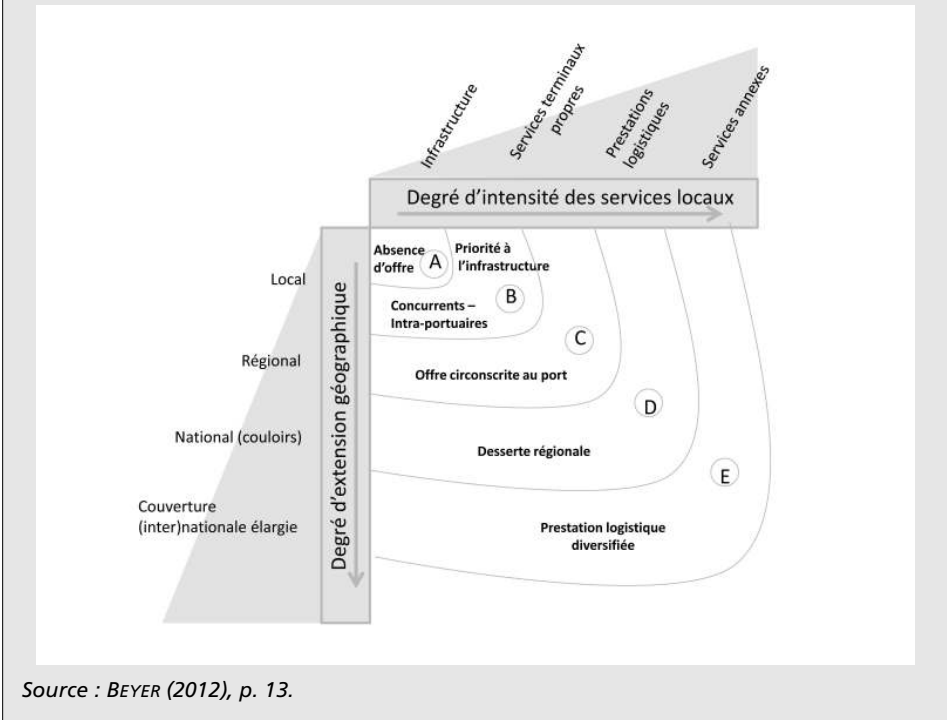 Infrastructure
Services terminaux
propres
Prestations
logistiques
Services annexes
Degré d’intensité des services locaux
Degré d’extension géographique
Local
Régional
National (couloirs)
Couverture
(inter)nationale élargie
Absence
d’offre
A
Priorité à
l’infrastructure
Concurrents –
Intra-portuaires
B
C
Offre circonscrite au port
D
Desserte régionale
E
Prestation logistique
diversifiée
Source : BEYER (2012), p. 13.